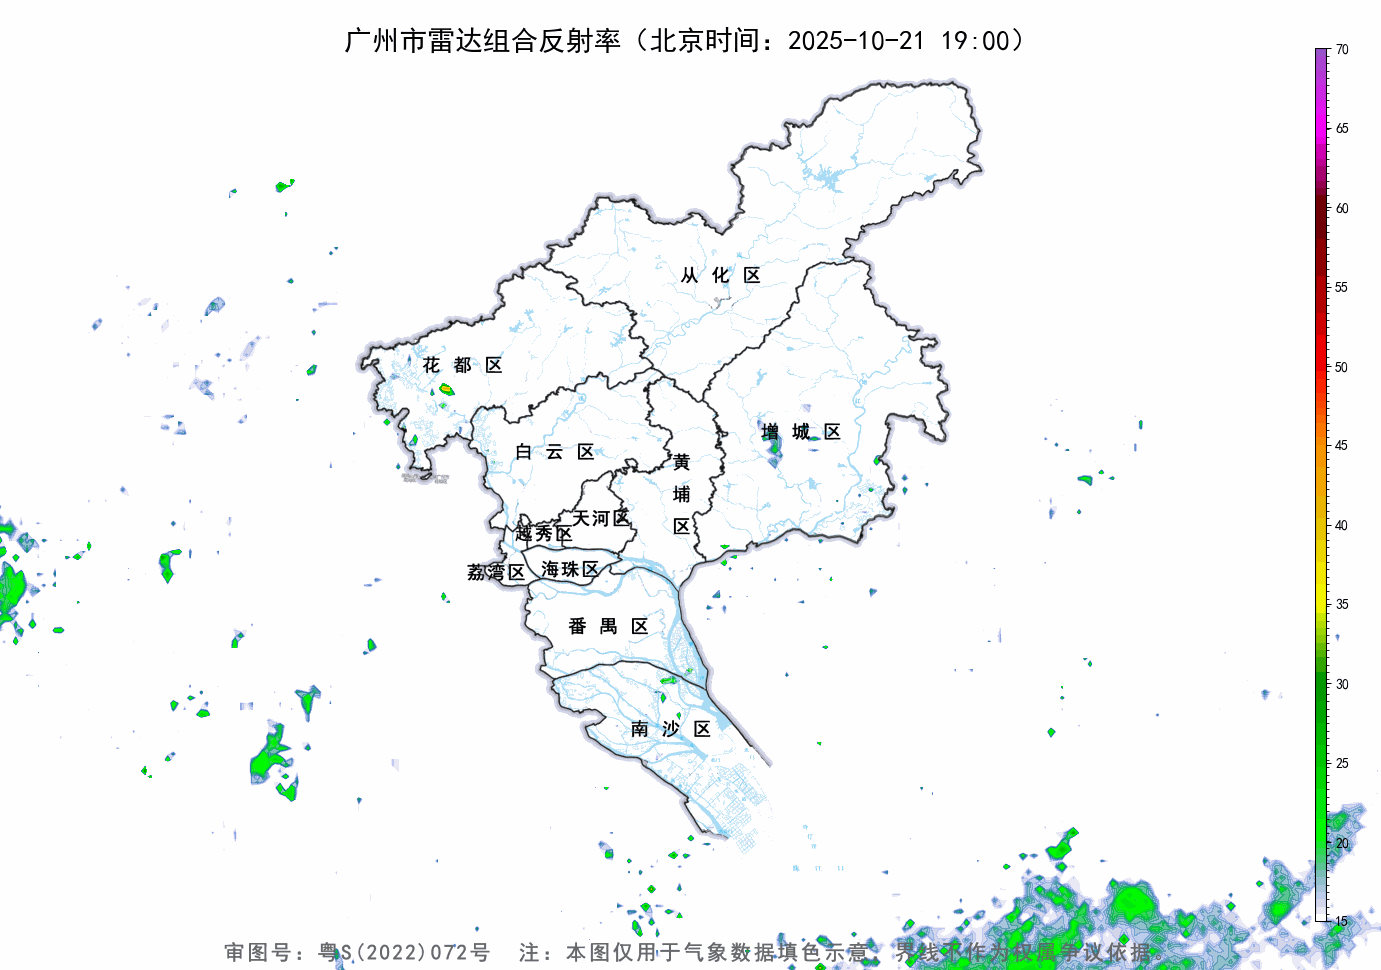 广州市雷达组合反射率（北京时间：2025-10-21 19:00）
70
65
60
55
50
45
40
35
30
25
20
15
从化区
花都区
增城区
白云区
黄埔区
天河区
越秀区
荔湾区
海珠区
番禺区
南沙区
审图号：粤S(2022)072号 注：本图仅用于气象数据填色示意，界线不作为权属争议依据。